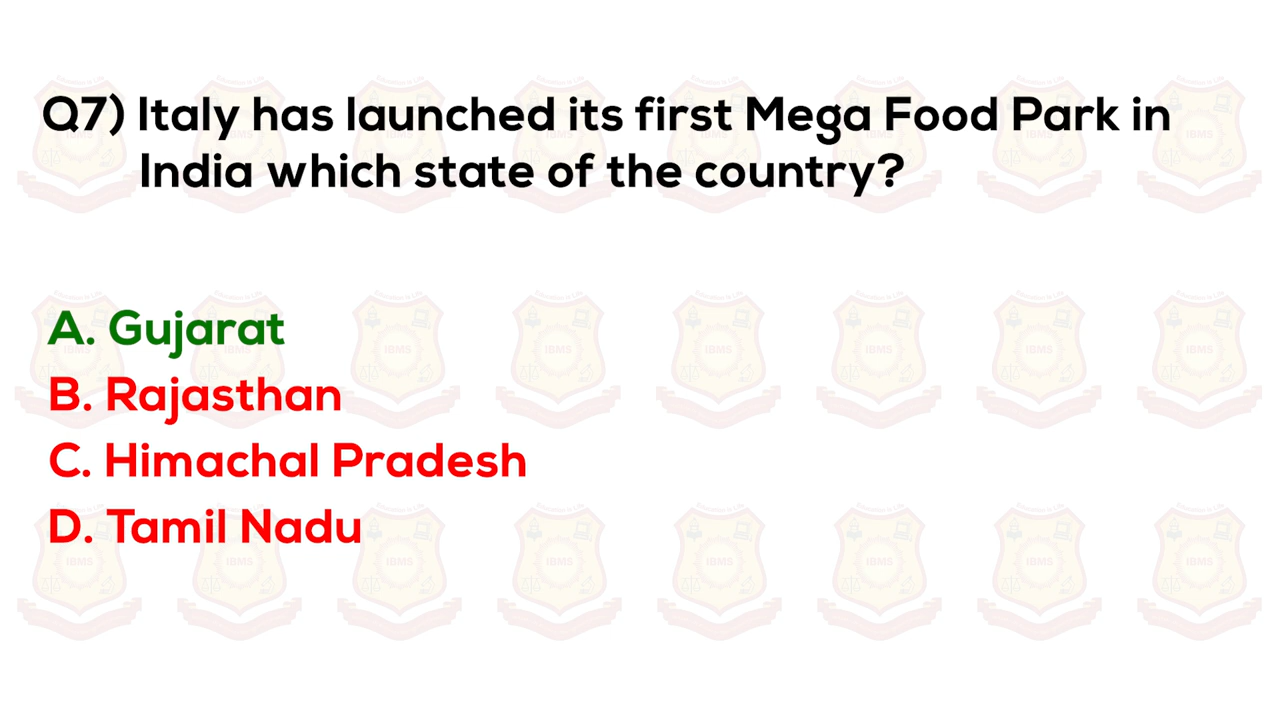 Q7) Italy has launched its first Mega Food Park in
India which state of the country?
A. Gujarat
B. Rajasthan
C. Himachal Pradesh
D. Tamil Nadu
IBMS